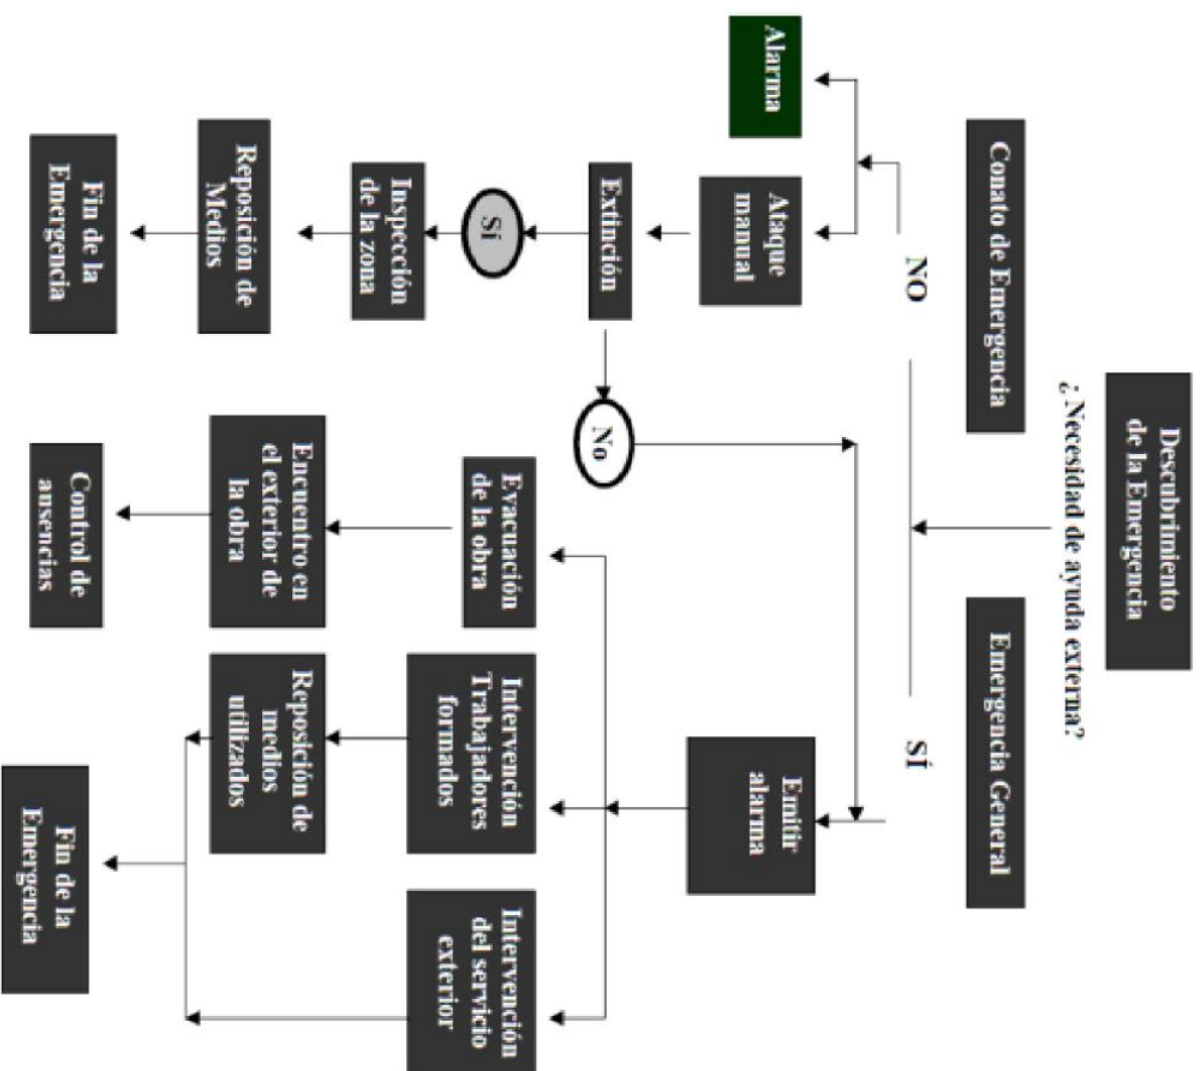 Descubrimiento
de la Emergencia
¿ Necesidad de ayuda externa?
Conato de Emergencia
Emergencia General
NO
SÍ
Alarma
Ataque
manual
Emitir
alarma
Extinción
No
Sí
Evacuación
de la obra
Intervención
Trabajadores
formados
Intervención
del servicio
exterior
Inspección
de la zona
Encuentro en
el exterior de
la obra
Reposición de
medios
utilizados
Reposición de
Medios
Fin de la
Emergencia
Control de
ausencias
Fin de la
Emergencia